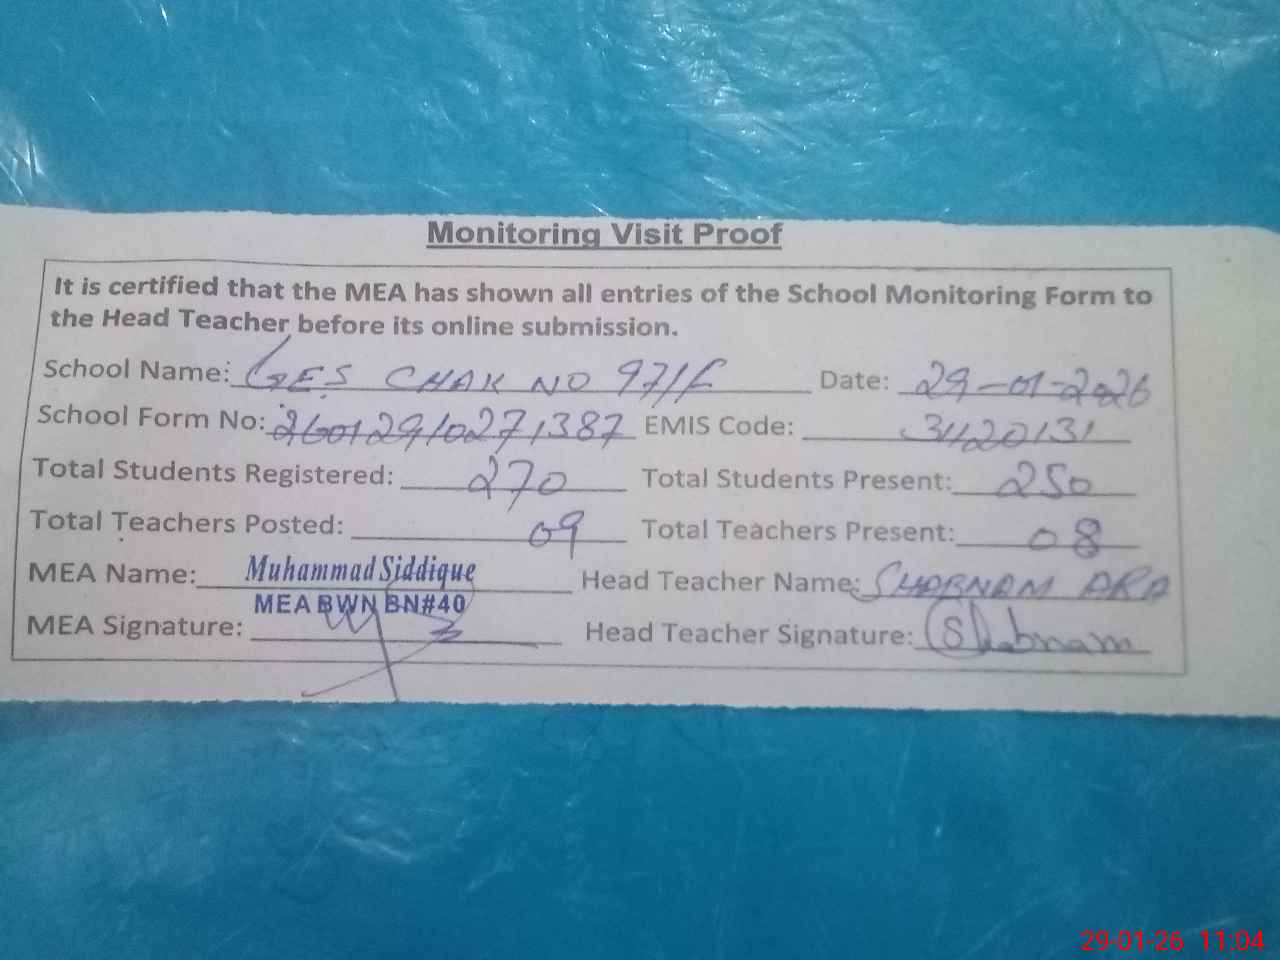 Monitoring Visit Proof
It is certified that the MEA has shown all entries of the School Monitoring Form to
the Head Teacher before its online submission.
School Name: GES CHAK NO 97/F Date: 29-01-2026
School Form No: 26012910271387 EMIS Code: 31120131
Total Students Registered: 270 Total Students Present: 250
Total Teachers Posted: 09 Total Teachers Present: 08
MEA Name: Muhammad Siddique Head Teacher Name: SHABNAM ARA
MEA BWN BN#40
MEA Signature: Head Teacher Signature: Shabnam
29-01-26 11:04